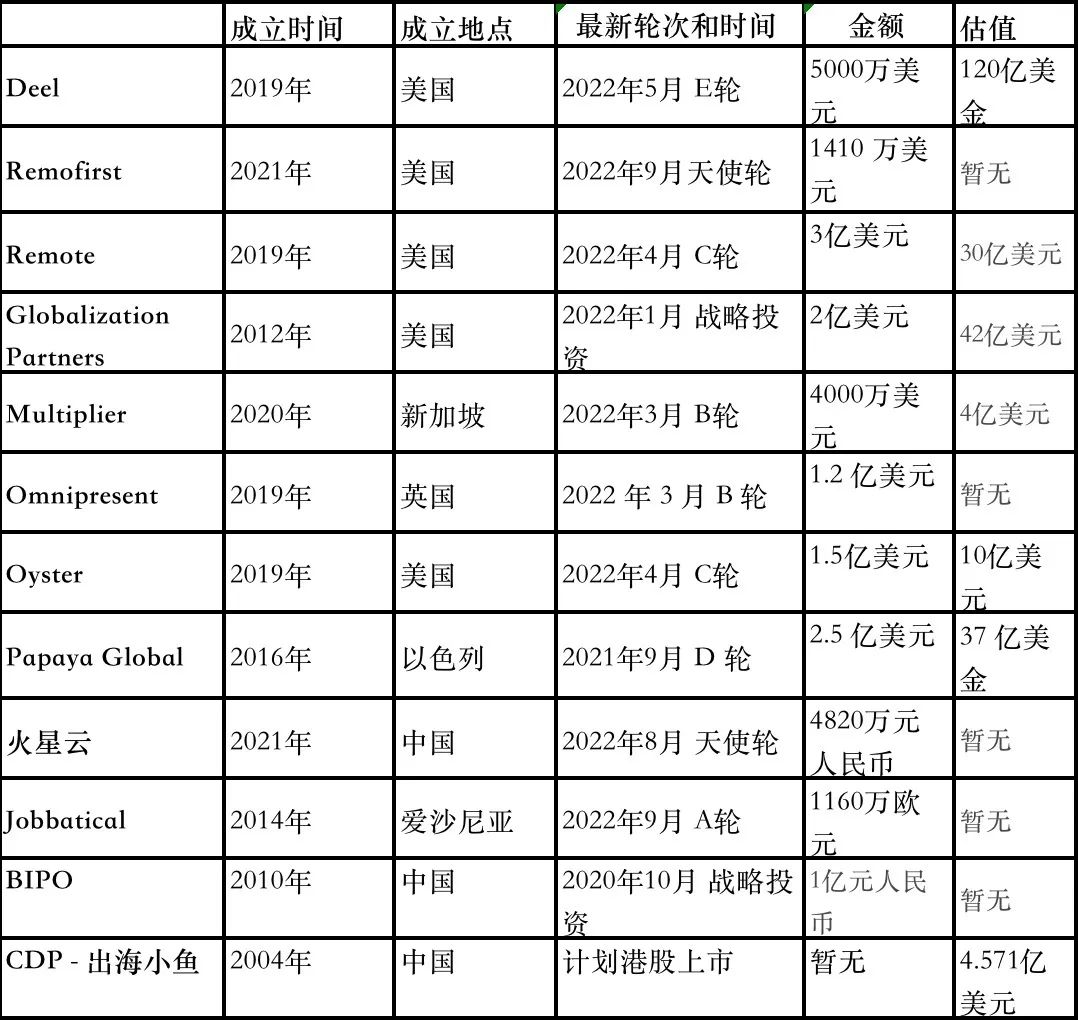 成立时间 成立地点 最新轮次和时间 金额 估值
Deel 2019年 美国 2022年5月 E轮 5000万美
元 120亿美
金
Remofirst 2021年 美国 2022年9月天使轮 1410 万美
元 暂无
Remote 2019年 美国 2022年4月 C轮 3亿美元 30亿美元
Globalization
Partners 2012年 美国 2022年1月 战略投
资 2亿美元 42亿美元
Multiplier 2020年 新加坡 2022年3月 B轮 4000万美
元 4亿美元
Omnipresent 2019年 英国 2022 年 3 月 B 轮 1.2 亿美元 暂无
Oyster 2019年 美国 2022年4月 C轮 1.5亿美元 10亿美
元
Papaya Global 2016年 以色列 2021年9月 D 轮 2.5 亿美元 37 亿美
金
火星云 2021年 中国 2022年8月 天使轮 4820万元
人民币 暂无
Jobbatical 2014年 爱沙尼亚 2022年9月 A轮 1160万欧
元 暂无
BIPO 2010年 中国 2020年10月 战略投
资 1亿元人民
币 暂无
CDP - 出海小鱼 2004年 中国 计划港股上市 暂无 4.571亿
美元